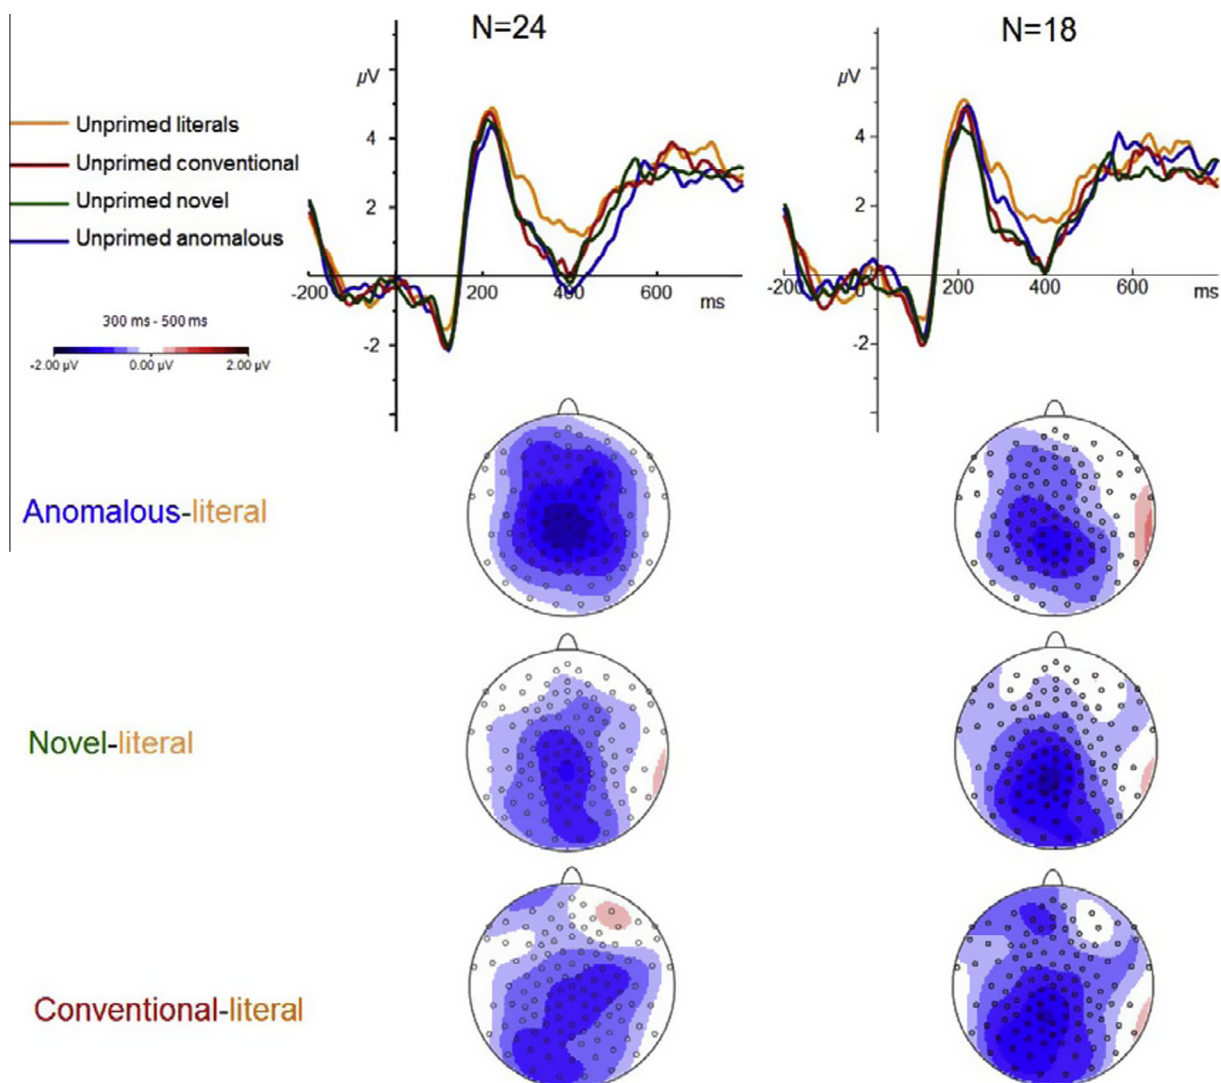 N=24
N=18
µV
µV
Unprimed literals
Unprimed conventional
Unprimed novel
Unprimed anomalous
4
2
-2
-200
200
400
600
ms
4
2
-2
-200
200
400
600
ms
300 ms - 500 ms
-2.00 µV 0.00 µV 2.00 µV
Anomalous-literal
Novel-literal
Conventional-literal